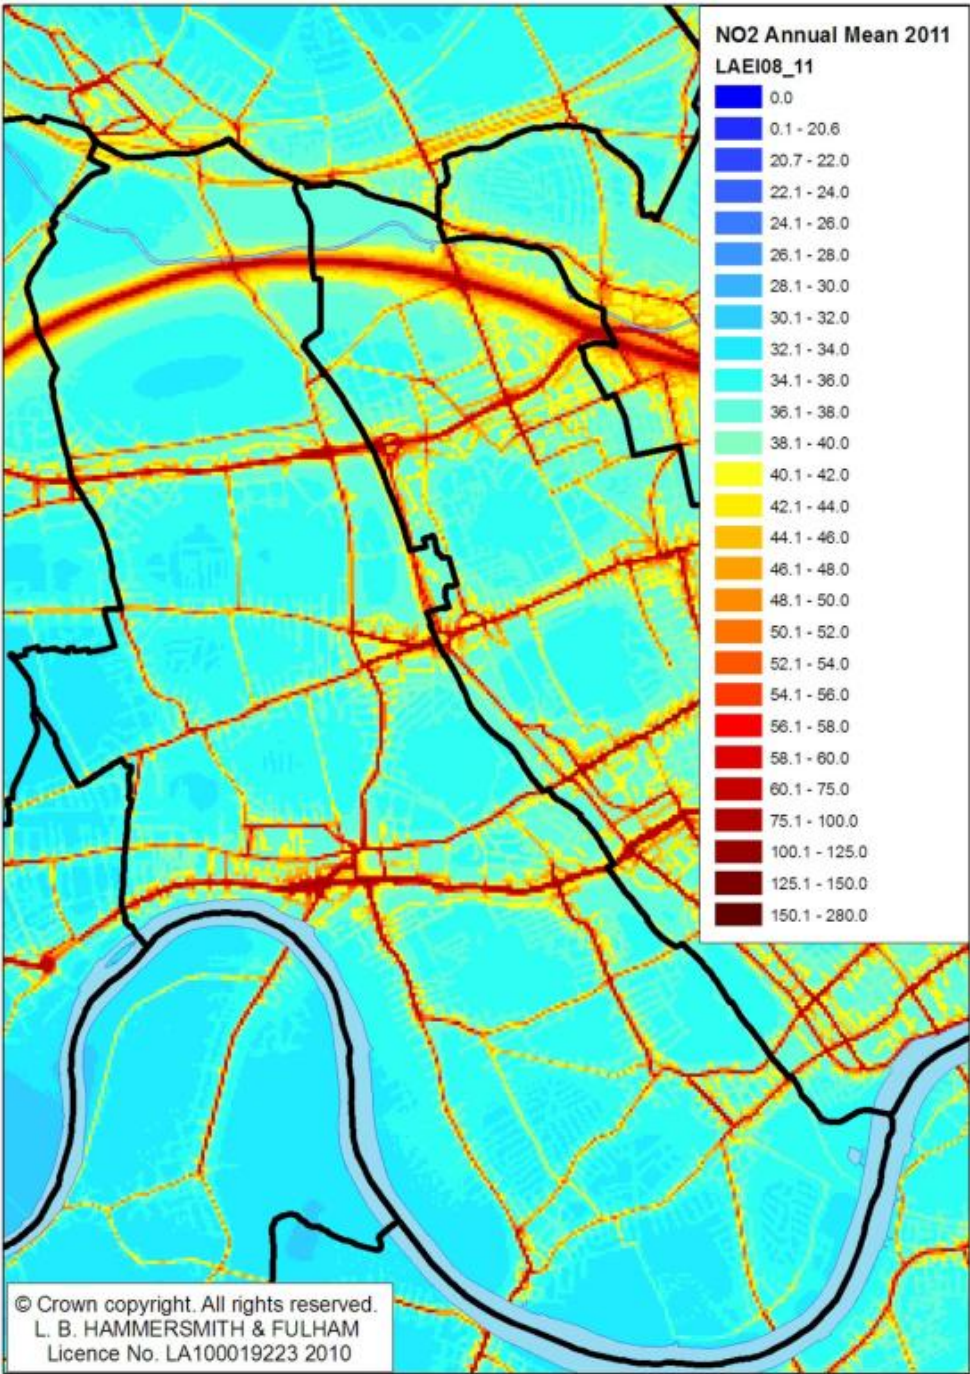 NO2 Annual Mean 2011
LAEI08_11
0.0
0.1 - 20.6
20.7 - 22.0
22.1 - 24.0
24.1 - 26.0
26.1 - 28.0
28.1 - 30.0
30.1 - 32.0
32.1 - 34.0
34.1 - 36.0
36.1 - 38.0
38.1 - 40.0
40.1 - 42.0
42.1 - 44.0
44.1 - 46.0
46.1 - 48.0
48.1 - 50.0
50.1 - 52.0
52.1 - 54.0
54.1 - 56.0
56.1 - 58.0
58.1 - 60.0
60.1 - 75.0
75.1 - 100.0
100.1 - 125.0
125.1 - 150.0
150.1 - 280.0
© Crown copyright. All rights reserved.
L. B. HAMMERSMITH & FULHAM
Licence No. LA100019223 2010